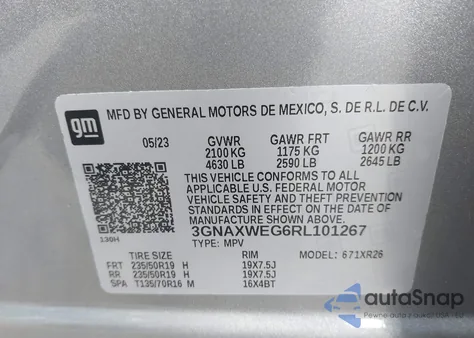 gm
MFD BY GENERAL MOTORS DE MEXICO, S. DE R.L. DE C.V.
05/23 GVWR GAWR FRT GAWR RR
2100 KG 1175 KG 1200 KG
4630 LB 2590 LB 2645 LB
THIS VEHICLE CONFORMS TO ALL
APPLICABLE U.S. FEDERAL MOTOR
VEHICLE SAFETY AND THEFT PREVENTION
STANDARDS IN EFFECT ON THE DATE OF
MANUFACTURE SHOWN ABOVE.
3GNAXWEG6RL101267
130H TYPE: MPV MODEL: 671XR26
TIRE SIZE RIM
FRT 235/50R19 H 19X7.5J
RR 235/50R19 H 19X7.5J
SPA T135/70R16 M 16X4BT
autoSnap